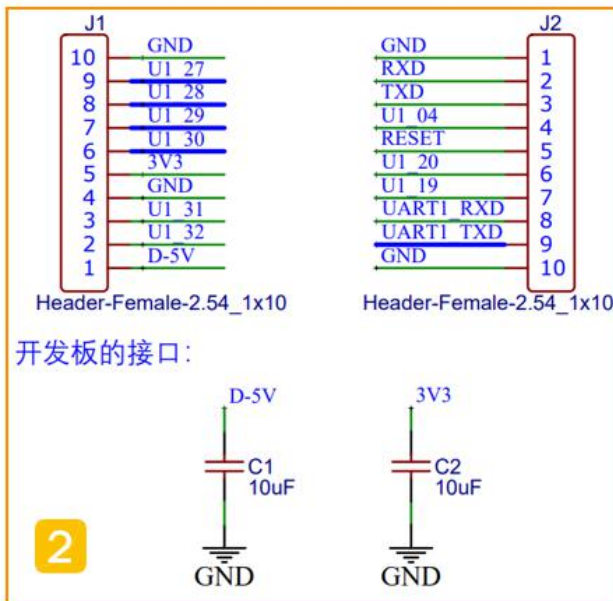 J1
10 GND
9 U1_27
8 U1_28
7 U1_29
6 U1_30
5 3V3
4 GND
3 U1_31
2 U1_32
1 D-5V
Header-Female-2.54_1x10
J2
GND 1
RXD 2
TXD 3
U1_04 4
RESET 5
U1_20 6
U1_19 7
UART1_RXD 8
UART1_TXD 9
GND 10
Header-Female-2.54_1x10
开发板的接口:
D-5V
C1
10uF
GND
3V3
C2
10uF
GND
2